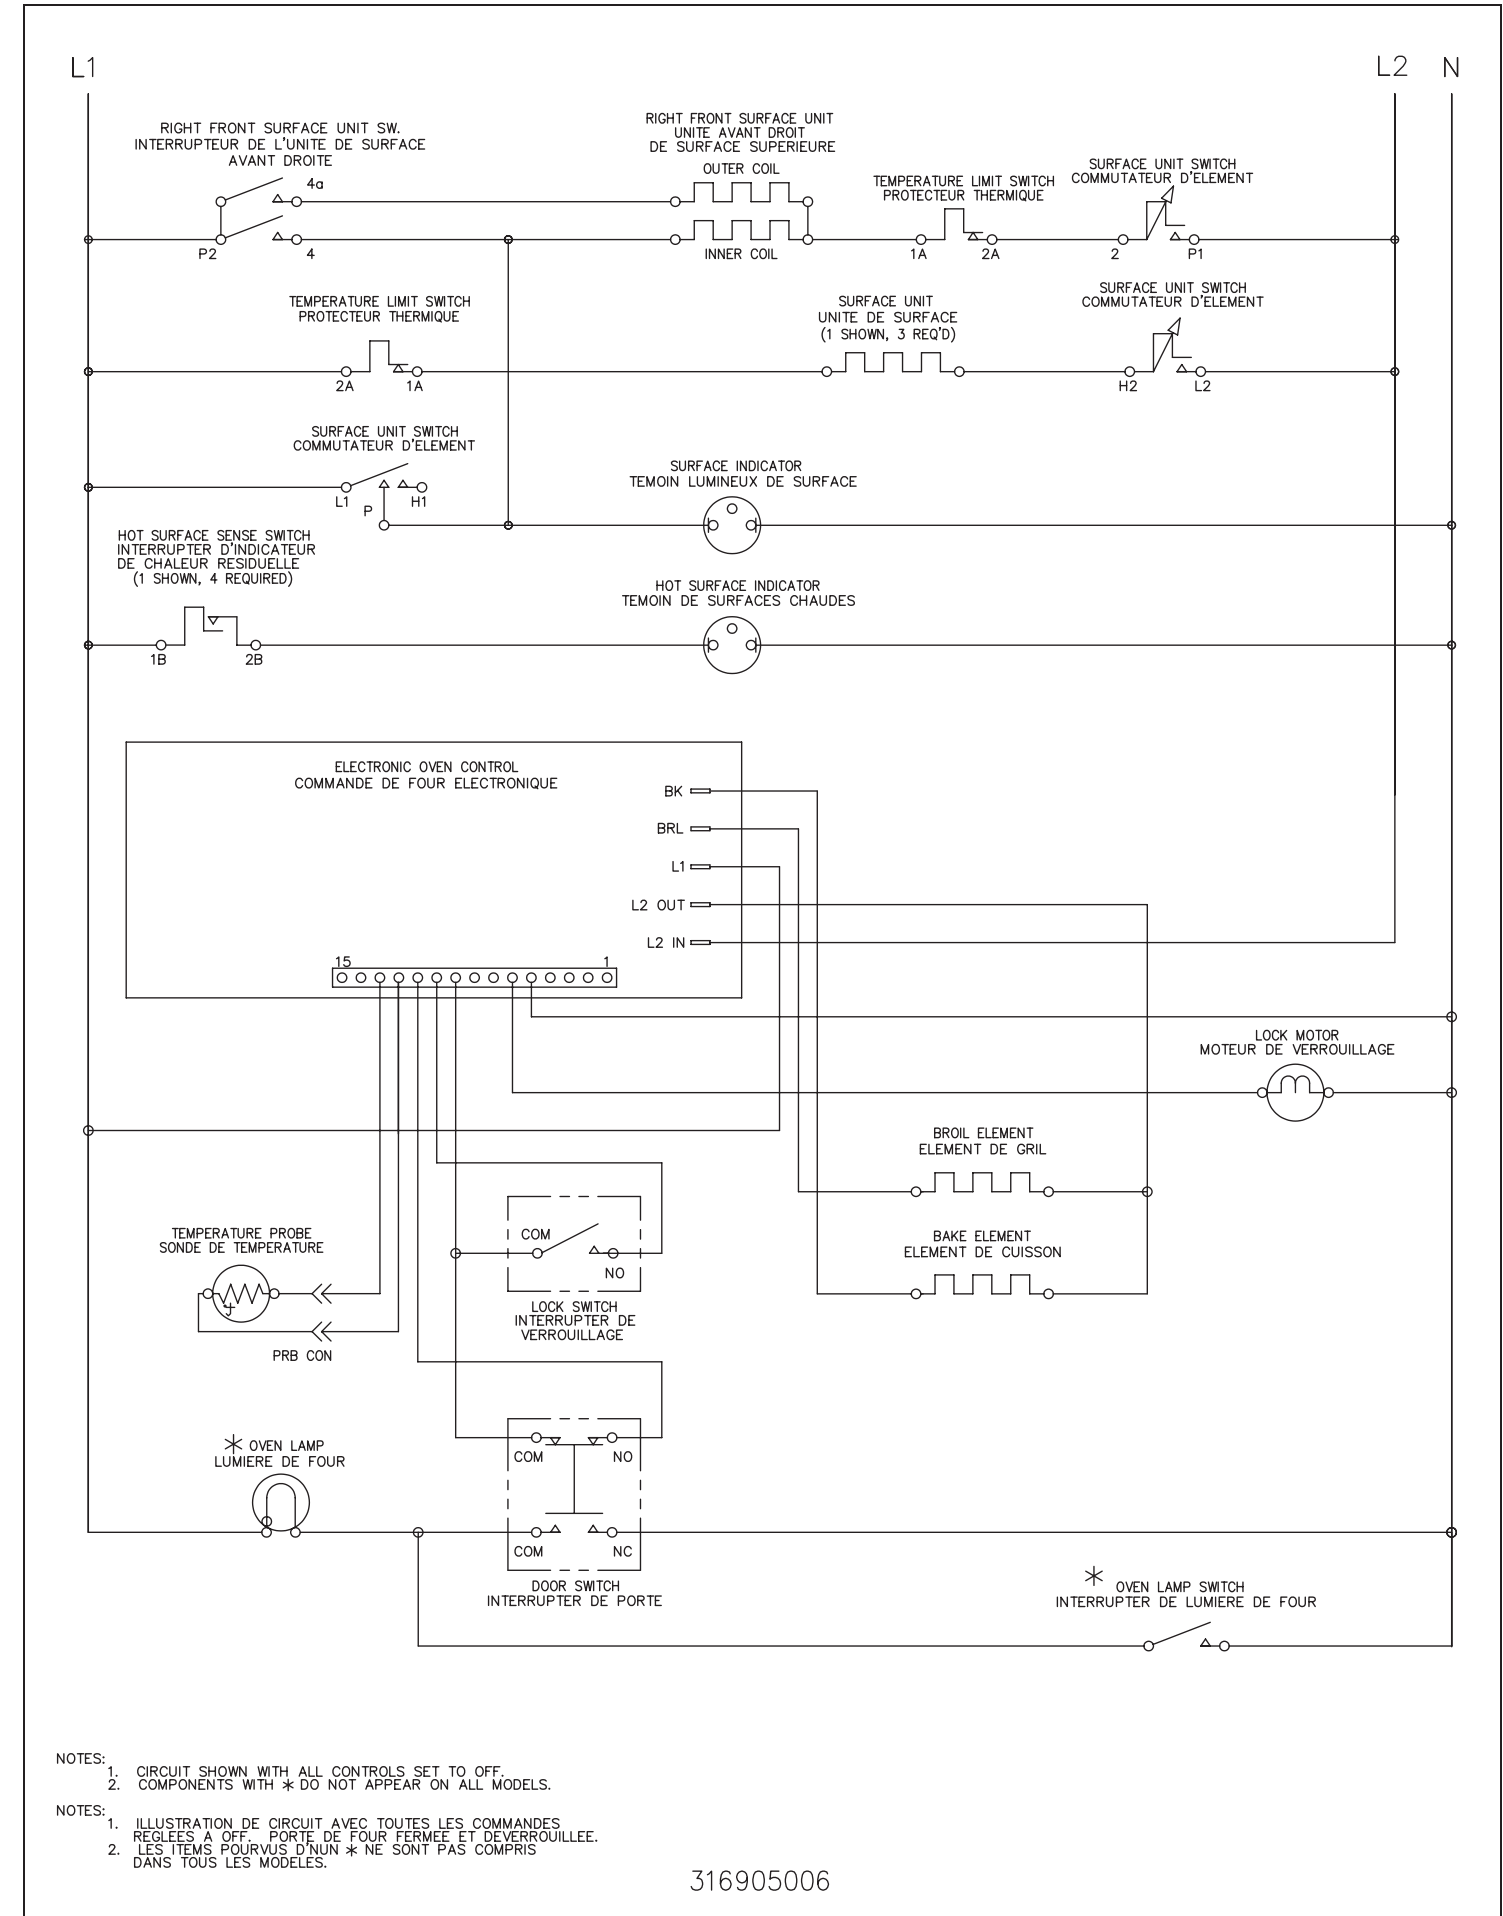 L1
L2
N
RIGHT FRONT SURFACE UNIT SW.
INTERRUPTEUR DE L'UNITE DE SURFACE
AVANT DROITE
RIGHT FRONT SURFACE UNIT
UNITE AVANT DROIT
DE SURFACE SUPERIEURE
OUTER COIL
TEMPERATURE LIMIT SWITCH
PROTECTEUR THERMIQUE
SURFACE UNIT SWITCH
COMMUTATEUR D'ELEMENT
4a
P2
4
INNER COIL
1A
2A
2
P1
TEMPERATURE LIMIT SWITCH
PROTECTEUR THERMIQUE
SURFACE UNIT
UNITE DE SURFACE
(1 SHOWN, 3 REQ'D)
SURFACE UNIT SWITCH
COMMUTATEUR D'ELEMENT
2A
1A
H2
L2
SURFACE UNIT SWITCH
COMMUTATEUR D'ELEMENT
L1
P
H1
SURFACE INDICATOR
TEMOIN LUMINEUX DE SURFACE
HOT SURFACE SENSE SWITCH
INTERRUPTER D'INDICATEUR
DE CHALEUR RESIDUELLE
(1 SHOWN, 4 REQUIRED)
HOT SURFACE INDICATOR
TEMOIN DE SURFACES CHAUDES
1B
2B
ELECTRONIC OVEN CONTROL
COMMANDE DE FOUR ELECTRONIQUE
BK
BRL
L1
L2 OUT
L2 IN
15
1
LOCK MOTOR
MOTEUR DE VERROUILLAGE
BROIL ELEMENT
ELEMENT DE GRIL
COM
NO
LOCK SWITCH
INTERRUPTER DE
VERROUILLAGE
TEMPERATURE PROBE
SONDE DE TEMPERATURE
PRB CON
BAKE ELEMENT
ELEMENT DE CUISSON
* OVEN LAMP
LUMIERE DE FOUR
COM
NO
COM
NC
DOOR SWITCH
INTERRUPTER DE PORTE
* OVEN LAMP SWITCH
INTERRUPTER DE LUMIERE DE FOUR
NOTES:
1. CIRCUIT SHOWN WITH ALL CONTROLS SET TO OFF.
2. COMPONENTS WITH * DO NOT APPEAR ON ALL MODELS.
NOTES:
1. ILLUSTRATION DE CIRCUIT AVEC TOUTES LES COMMANDES
REGLEES A OFF. PORTE DE FOUR FERMEE ET DEVERROUILLEE.
2. LES ITEMS POURVUS D'NUN * NE SONT PAS COMPRIS
DANS TOUS LES MODELES.
316905006